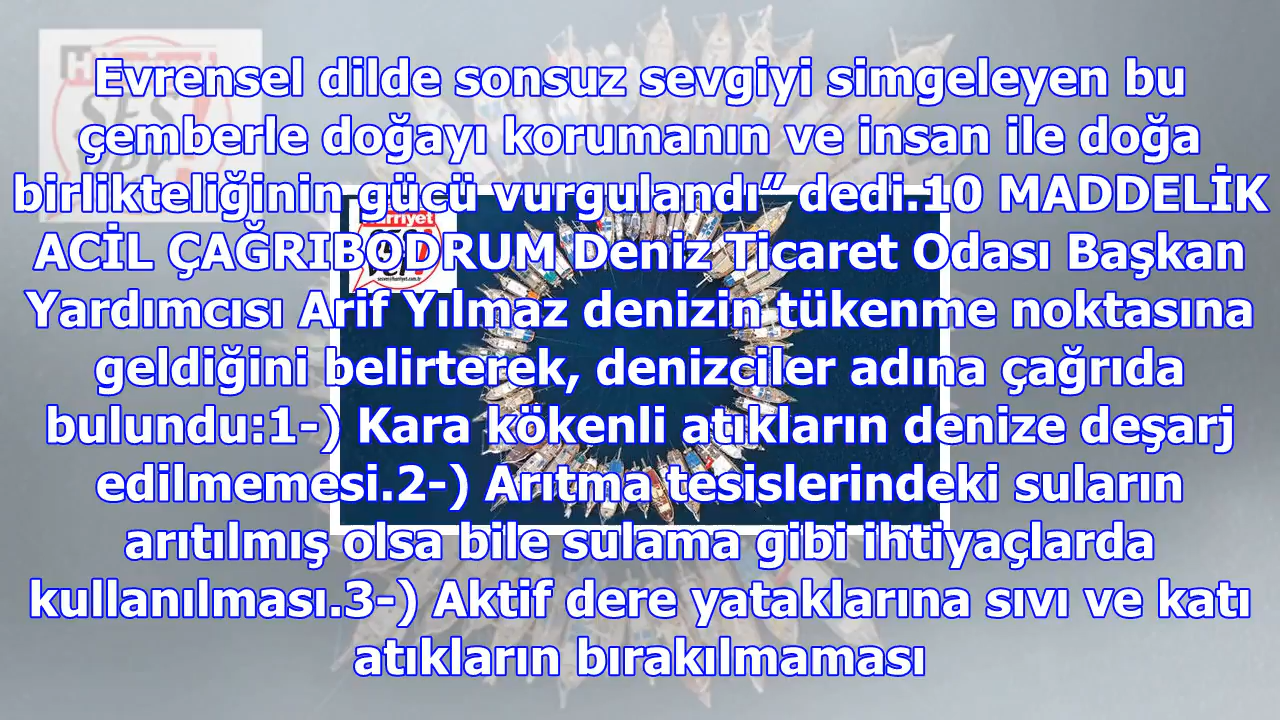 Evrensel dilde sonsuz sevgiyi simgeleyen bu
çemberle doğayı korumanın ve insan ile doğa
birlikteliğinin gücü vurgulandı” dedi.10 MADDELİK
ACİL ÇAĞRIBODRUM Deniz Ticaret Odası Başkan
Yardımcısı Arif Yılmaz denizin tükenme noktasına
geldiğini belirterek, denizciler adına çağrıda
bulundu:1-) Kara kökenli atıkların denize deşarj
edilmemesi.2-) Arıtma tesislerindeki suların
arıtılmış olsa bile sulama gibi ihtiyaçlarda
kullanılması.3-) Aktif dere yataklarına sıvı ve katı
atıkların bırakılmaması
Hürriyet